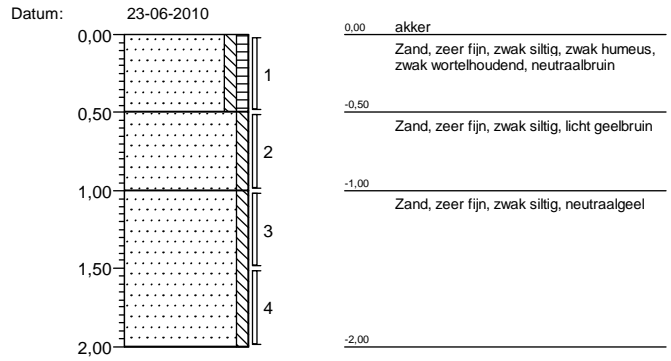 Datum: 23-06-2010
0,00
0,50
1,00
1,50
2,00
1
2
3
4
0,00 akker
Zand, zeer fijn, zwak siltig, zwak humeus,
zwak wortelhoudend, neutraalbruin
-0,50
Zand, zeer fijn, zwak siltig, licht geelbruin
-1,00
Zand, zeer fijn, zwak siltig, neutraalgeel
-2,00